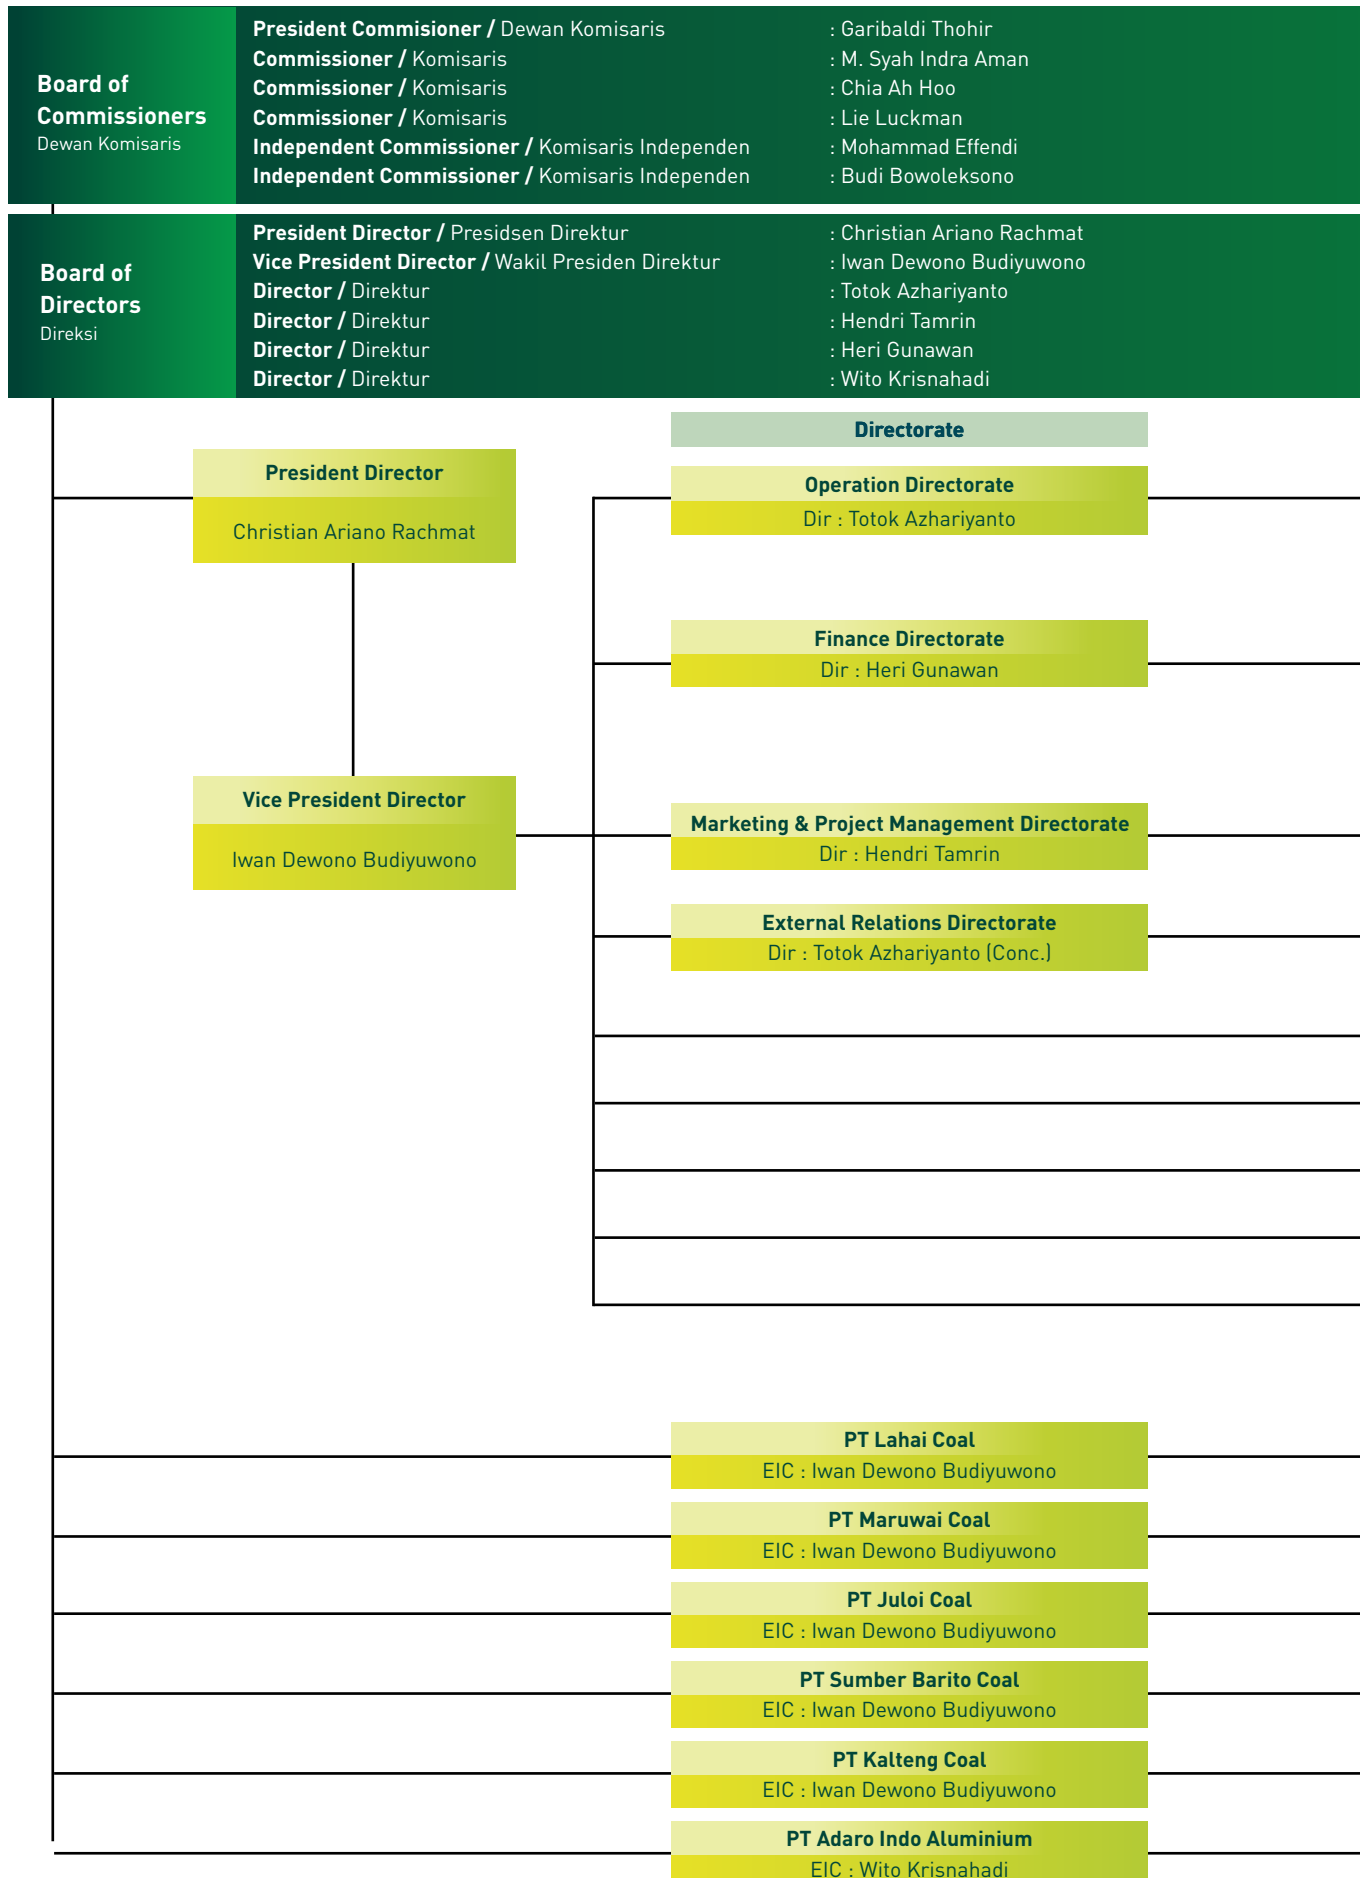 Board of
Commissioners
Dewan Komisaris
President Commisioner / Dewan Komisaris : Garibaldi Thohir
Commissioner / Komisaris : M. Syah Indra Aman
Commissioner / Komisaris : Chia Ah Hoo
Commissioner / Komisaris : Lie Luckman
Independent Commissioner / Komisaris Independen : Mohammad Effendi
Independent Commissioner / Komisaris Independen : Budi Bowoleksono
Board of
Directors
Direksi
President Director / Presidsen Direktur : Christian Ariano Rachmat
Vice President Director / Wakil Presiden Direktur : Iwan Dewono Budiyuwono
Director / Direktur : Totok Azhariyanto
Director / Direktur : Hendri Tamrin
Director / Direktur : Heri Gunawan
Director / Direktur : Wito Krisnahadi
Directorate
President Director
Christian Ariano Rachmat
Operation Directorate
Dir : Totok Azhariyanto
Finance Directorate
Dir : Heri Gunawan
Vice President Director
Iwan Dewono Budiyuwono
Marketing & Project Management Directorate
Dir : Hendri Tamrin
External Relations Directorate
Dir : Totok Azhariyanto (Conc.)
PT Lahai Coal
EIC : Iwan Dewono Budiyuwono
PT Maruwai Coal
EIC : Iwan Dewono Budiyuwono
PT Juloi Coal
EIC : Iwan Dewono Budiyuwono
PT Sumber Barito Coal
EIC : Iwan Dewono Budiyuwono
PT Kalteng Coal
EIC : Iwan Dewono Budiyuwono
PT Adaro Indo Aluminium
EIC : Wito Krisnahadi